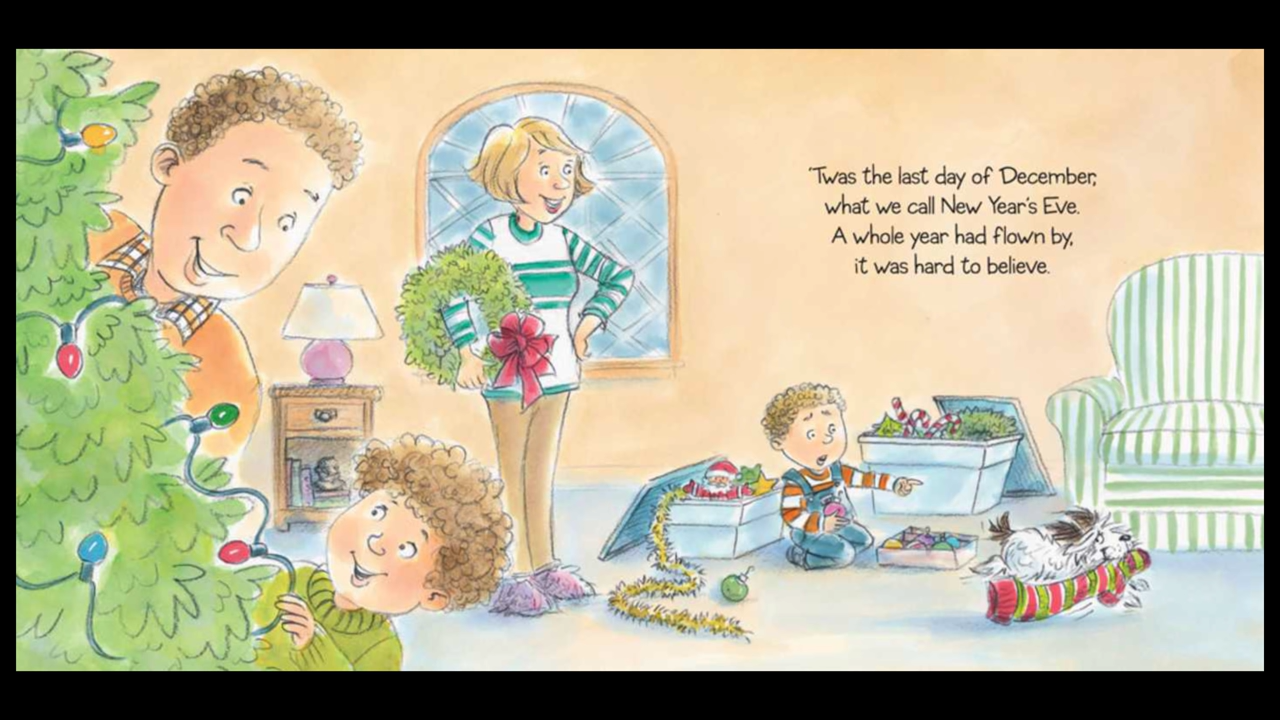 'Twas the last day of December,
what we call New Year's Eve.
A whole year had flown by,
it was hard to believe.